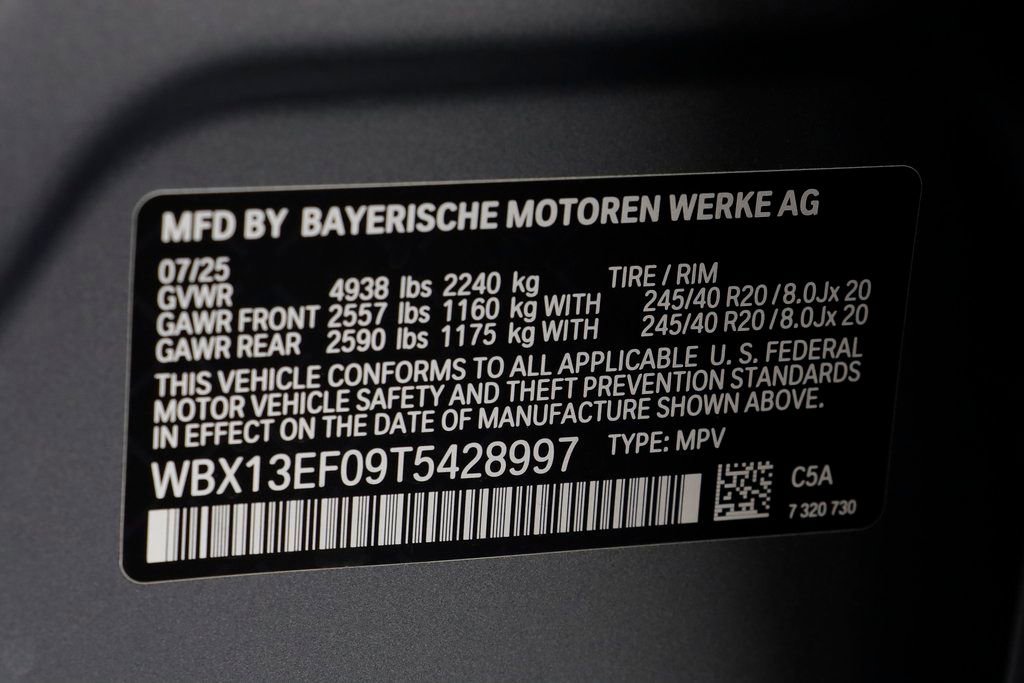 MFD BY BAYERISCHE MOTOREN WERKE AG
07/25
GVWR 4938 lbs 2240 kg TIRE / RIM
GAWR FRONT 2557 lbs 1160 kg WITH 245/40 R20 / 8.0Jx 20
GAWR REAR 2590 lbs 1175 kg WITH 245/40 R20 / 8.0Jx 20
THIS VEHICLE CONFORMS TO ALL APPLICABLE U. S. FEDERAL
MOTOR VEHICLE SAFETY AND THEFT PREVENTION STANDARDS
IN EFFECT ON THE DATE OF MANUFACTURE SHOWN ABOVE.
WBX13EF09T5428997 TYPE: MPV
C5A
7 320 730